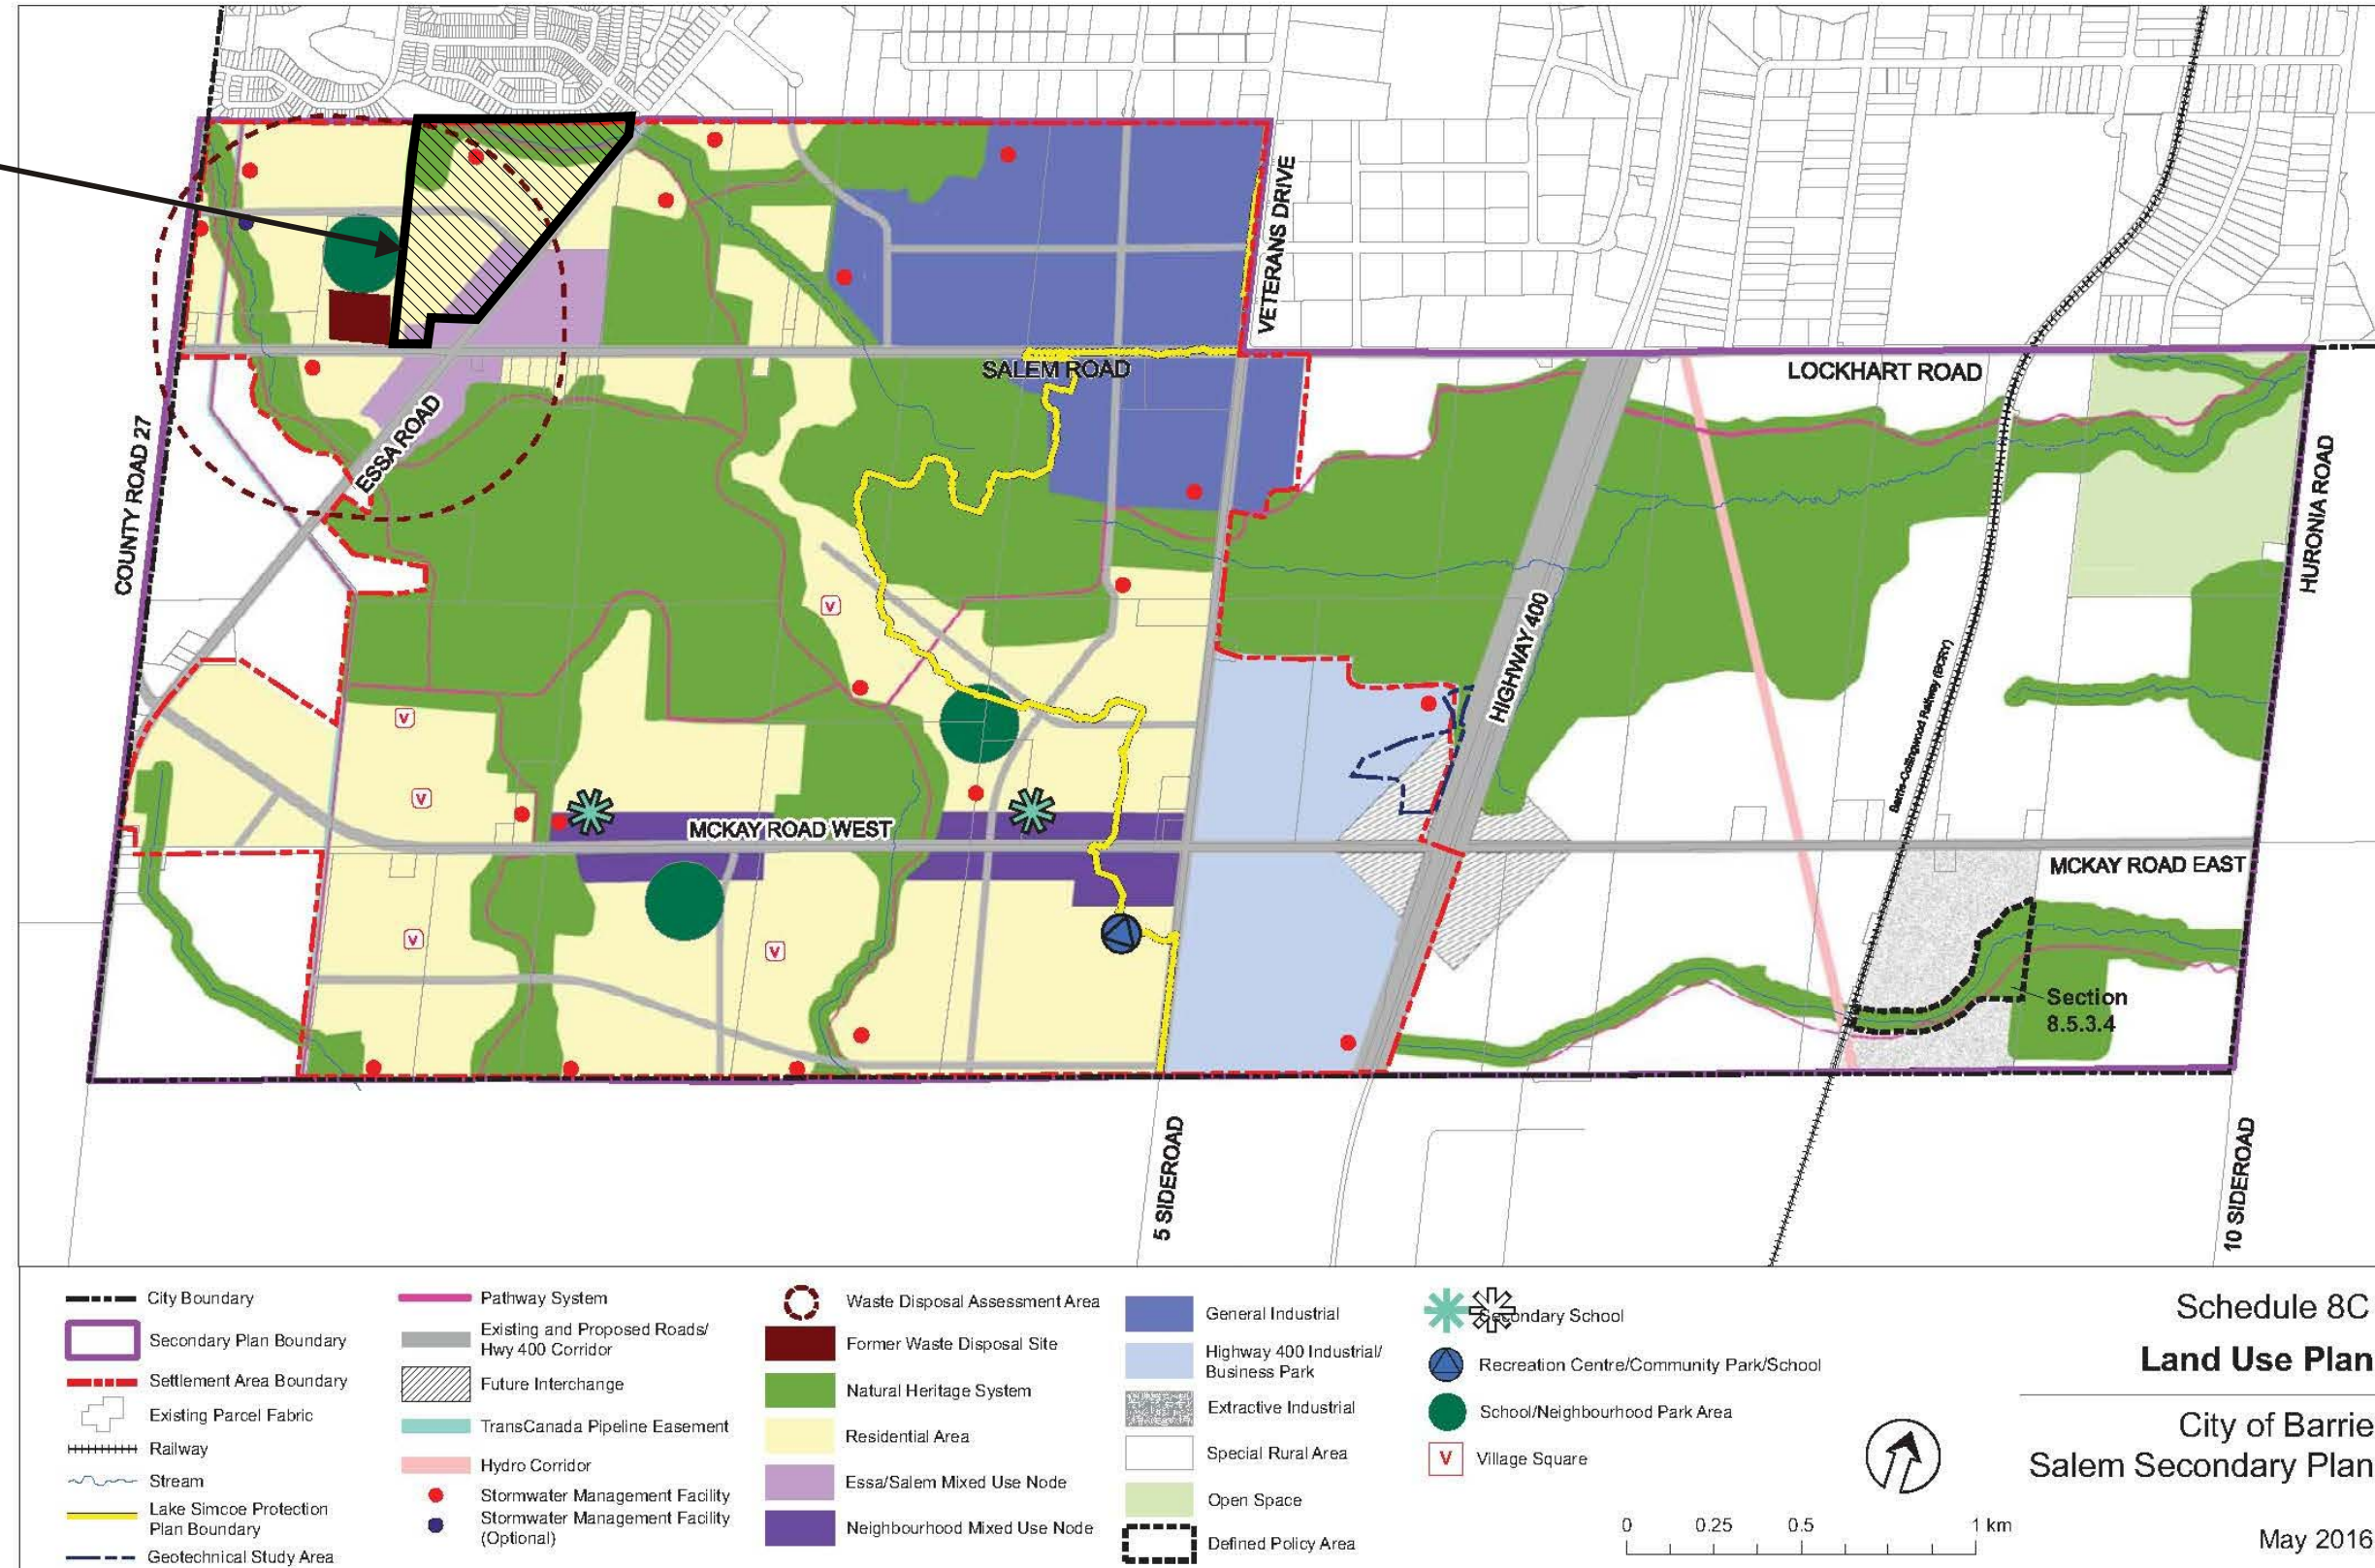 VETERANS DRIVE
SALEM ROAD
LOCKHART ROAD
COUNTY ROAD 27
ESSA ROAD
HURONIA ROAD
V
HIGHWAY 400
Barrie-Collingwood Railway (BCRY)
V
V
MCKAY ROAD WEST
MCKAY ROAD EAST
V
V
Section
8.5.3.4
5 SIDEROAD
10 SIDEROAD
City Boundary
Secondary Plan Boundary
Settlement Area Boundary
Existing Parcel Fabric
Railway
Stream
Lake Simcoe Protection
Plan Boundary
Geotechnical Study Area
Pathway System
Existing and Proposed Roads/
Hwy 400 Corridor
Future Interchange
TransCanada Pipeline Easement
Hydro Corridor
Stormwater Management Facility
Stormwater Management Facility
(Optional)
Waste Disposal Assessment Area
Former Waste Disposal Site
Natural Heritage System
Residential Area
Essa/Salem Mixed Use Node
Neighbourhood Mixed Use Node
General Industrial
Highway 400 Industrial/
Business Park
Extractive Industrial
Special Rural Area
Open Space
Defined Policy Area
Secondary School
Recreation Centre/Community Park/School
School/Neighbourhood Park Area
V Village Square
0 0.25 0.5 1 km
Schedule 8C
Land Use Plan
City of Barrie
Salem Secondary Plan
May 2016